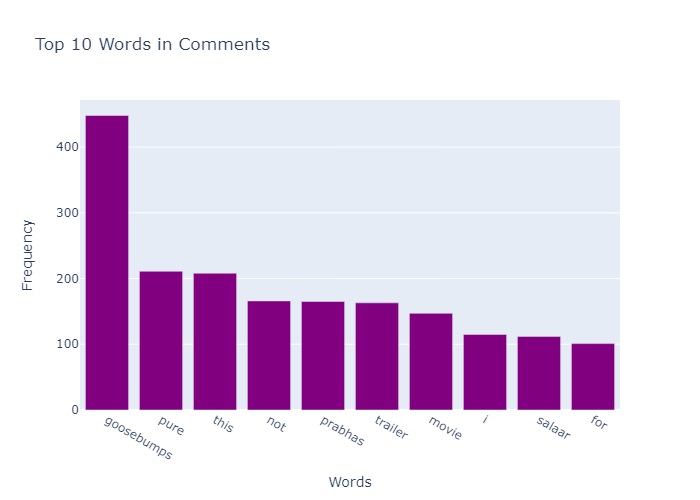 Top 10 Words in Comments
Frequency
400
300
200
100
0
goosebumps
pure
this
not
prabhas
trailer
movie
i
salaar
for
Words